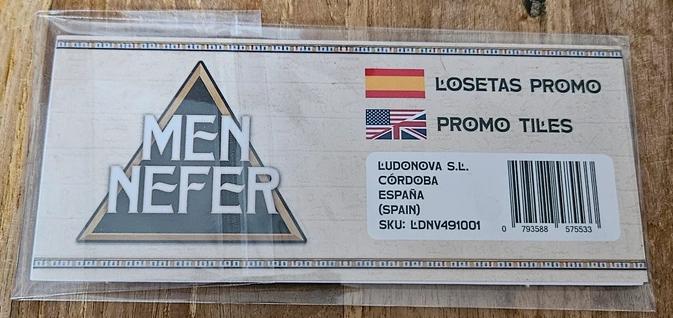 MEN
NEFER
LOSETAS PROMO
PROMO TILES
LUDONOVA S.L.
CÓRDOBA
ESPAÑA
(SPAIN)
SKU: LDNV491001
0 793588 575533